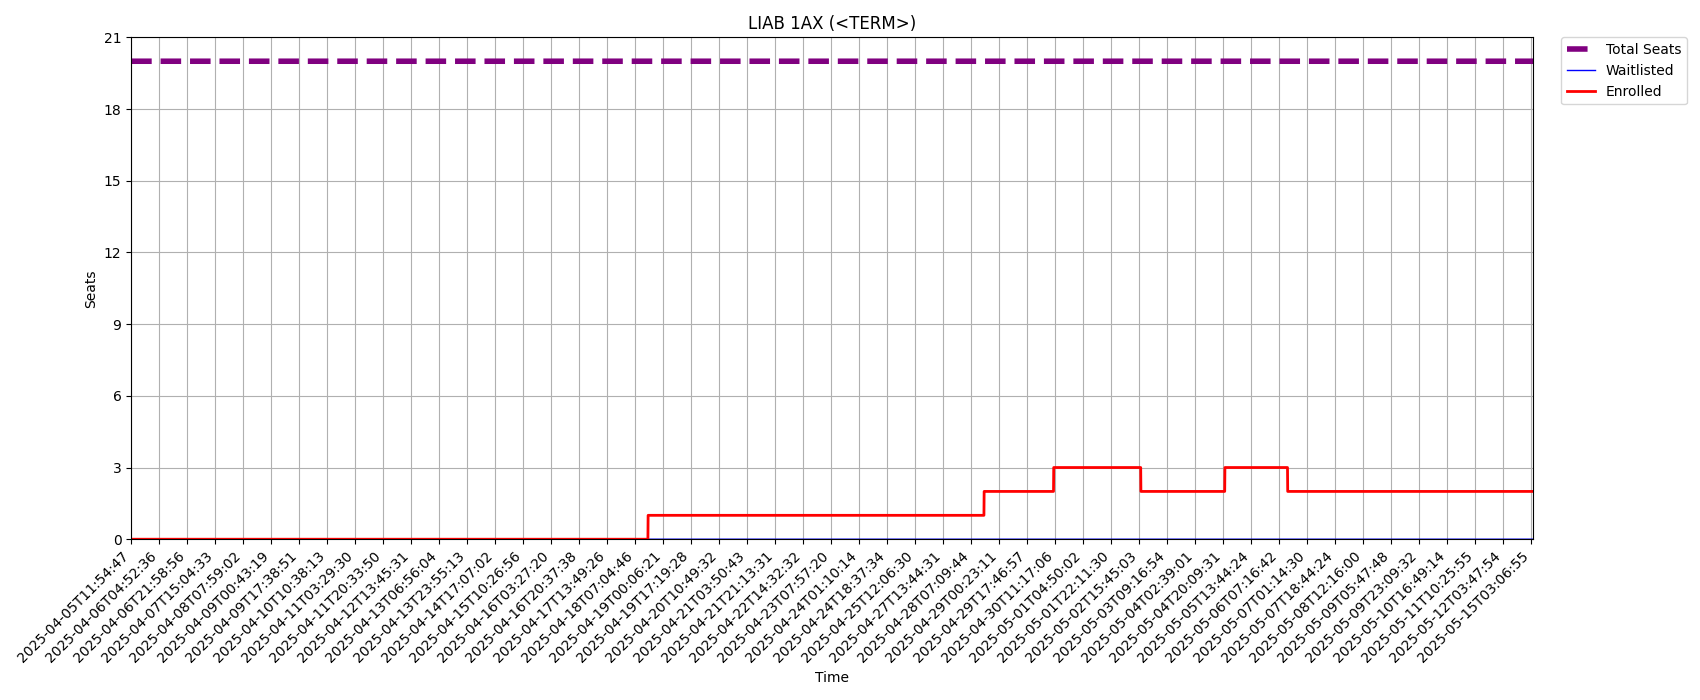 LIAB 1AX (<TERM>)
Total Seats
Waitlisted
Enrolled
Seats
21
18
15
12
9
6
3
0
2025-04-05T11:54:47
2025-04-06T04:52:36
2025-04-06T21:58:56
2025-04-07T15:04:33
2025-04-08T07:59:02
2025-04-09T00:43:19
2025-04-09T17:38:51
2025-04-10T10:38:13
2025-04-11T03:29:30
2025-04-11T20:33:50
2025-04-12T13:45:31
2025-04-13T06:56:04
2025-04-13T23:55:13
2025-04-14T17:07:02
2025-04-15T10:26:56
2025-04-16T03:27:20
2025-04-16T20:37:38
2025-04-17T13:49:26
2025-04-18T07:04:46
2025-04-19T00:06:21
2025-04-19T17:19:28
2025-04-20T10:49:32
2025-04-21T03:50:43
2025-04-21T21:13:31
2025-04-22T14:32:32
2025-04-23T07:57:20
2025-04-24T01:10:14
2025-04-24T18:37:34
2025-04-25T12:06:30
2025-04-27T13:44:31
2025-04-28T07:09:44
2025-04-29T00:23:11
2025-04-29T17:46:57
2025-04-30T11:17:06
2025-05-01T04:50:02
2025-05-01T22:11:30
2025-05-02T15:45:03
2025-05-03T09:16:54
2025-05-04T02:39:01
2025-05-04T20:09:31
2025-05-05T13:44:24
2025-05-06T07:16:42
2025-05-07T01:14:30
2025-05-07T18:44:24
2025-05-08T12:16:00
2025-05-09T05:47:48
2025-05-09T23:09:32
2025-05-10T16:49:14
2025-05-11T10:25:55
2025-05-12T03:47:54
2025-05-15T03:06:55
Time